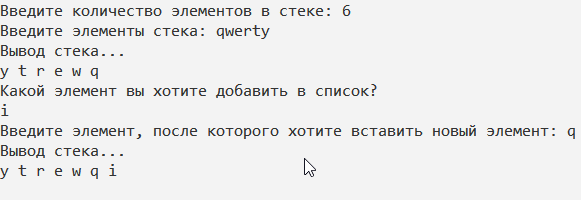 Введите количество элементов в стеке: 6
Введите элементы стека: qwerty
Вывод стека...
y t r e w q
Какой элемент вы хотите добавить в список?
i
Введите элемент, после которого хотите вставить новый элемент: q
Вывод стека...
y t r e w q i